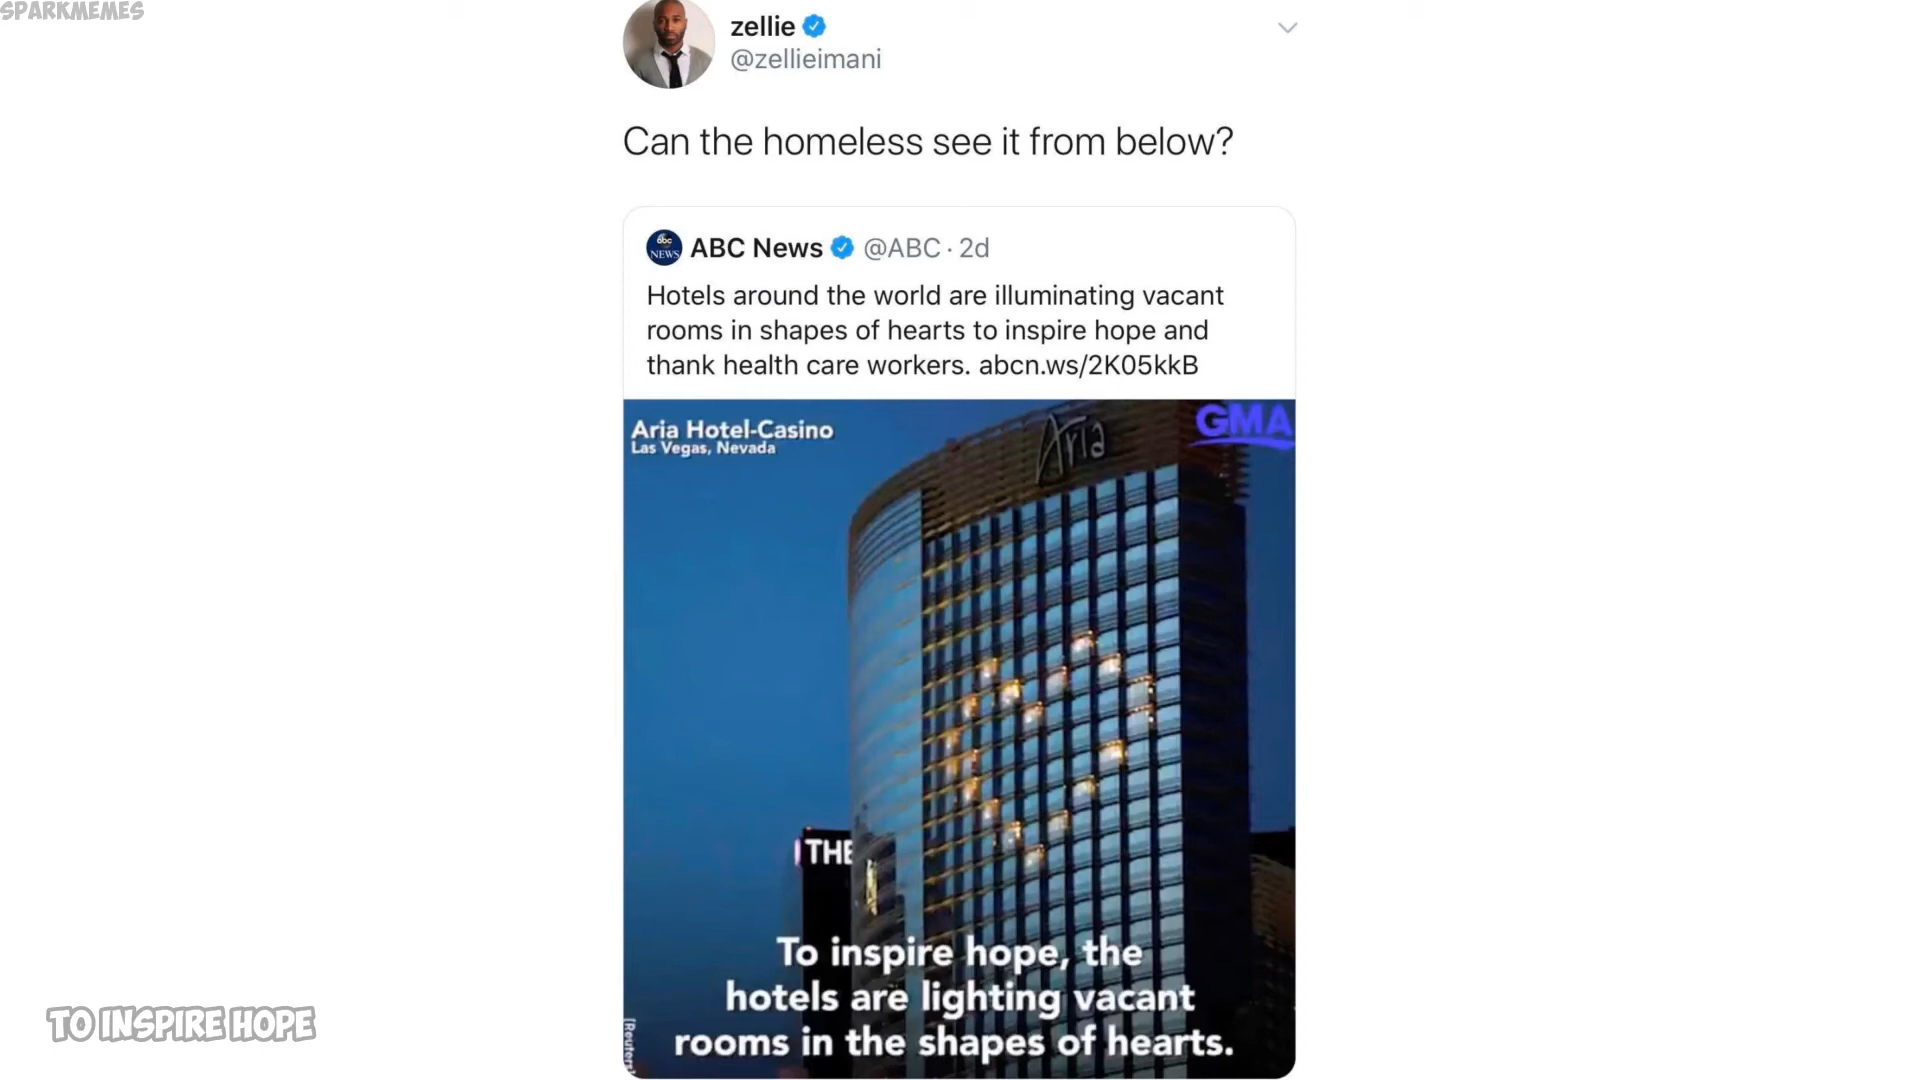 SPARKMEMES
zellie
@zellieimani
Can the homeless see it from below?
abc
NEWS
ABC News @ABC · 2d
Hotels around the world are illuminating vacant
rooms in shapes of hearts to inspire hope and
thank health care workers. abcn.ws/2K05kkB
Aria Hotel-Casino
Las Vegas, Nevada
Aria
GMA
THE
To inspire hope, the
hotels are lighting vacant
rooms in the shapes of hearts.
[Reuters]
TO INSPIRE HOPE